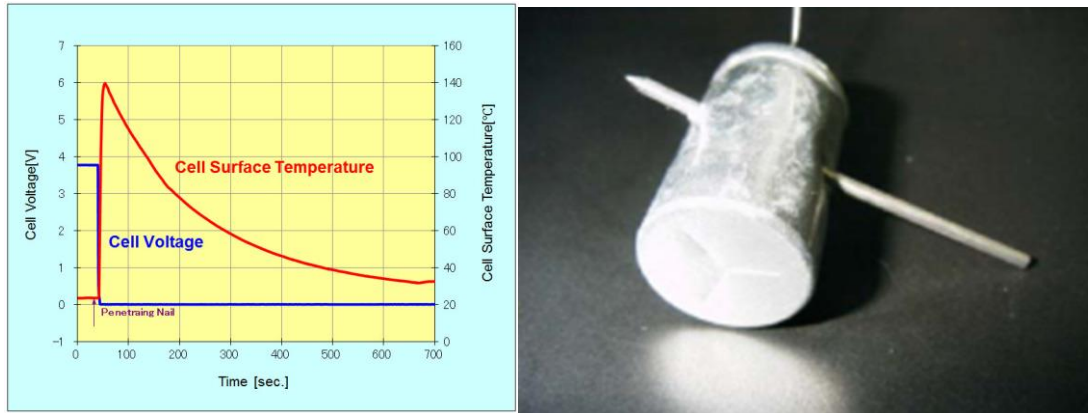 7 160
6 140
5 120
4 100
Cell Surface Temperature
3 80
Cell Voltage
2 60
1 40
Penetraing Nail
0 20
−1 0
0 100 200 300 400 500 600 700
Time [sec.]
Cell Voltage[V]
Cell Surface Temperature[℃]